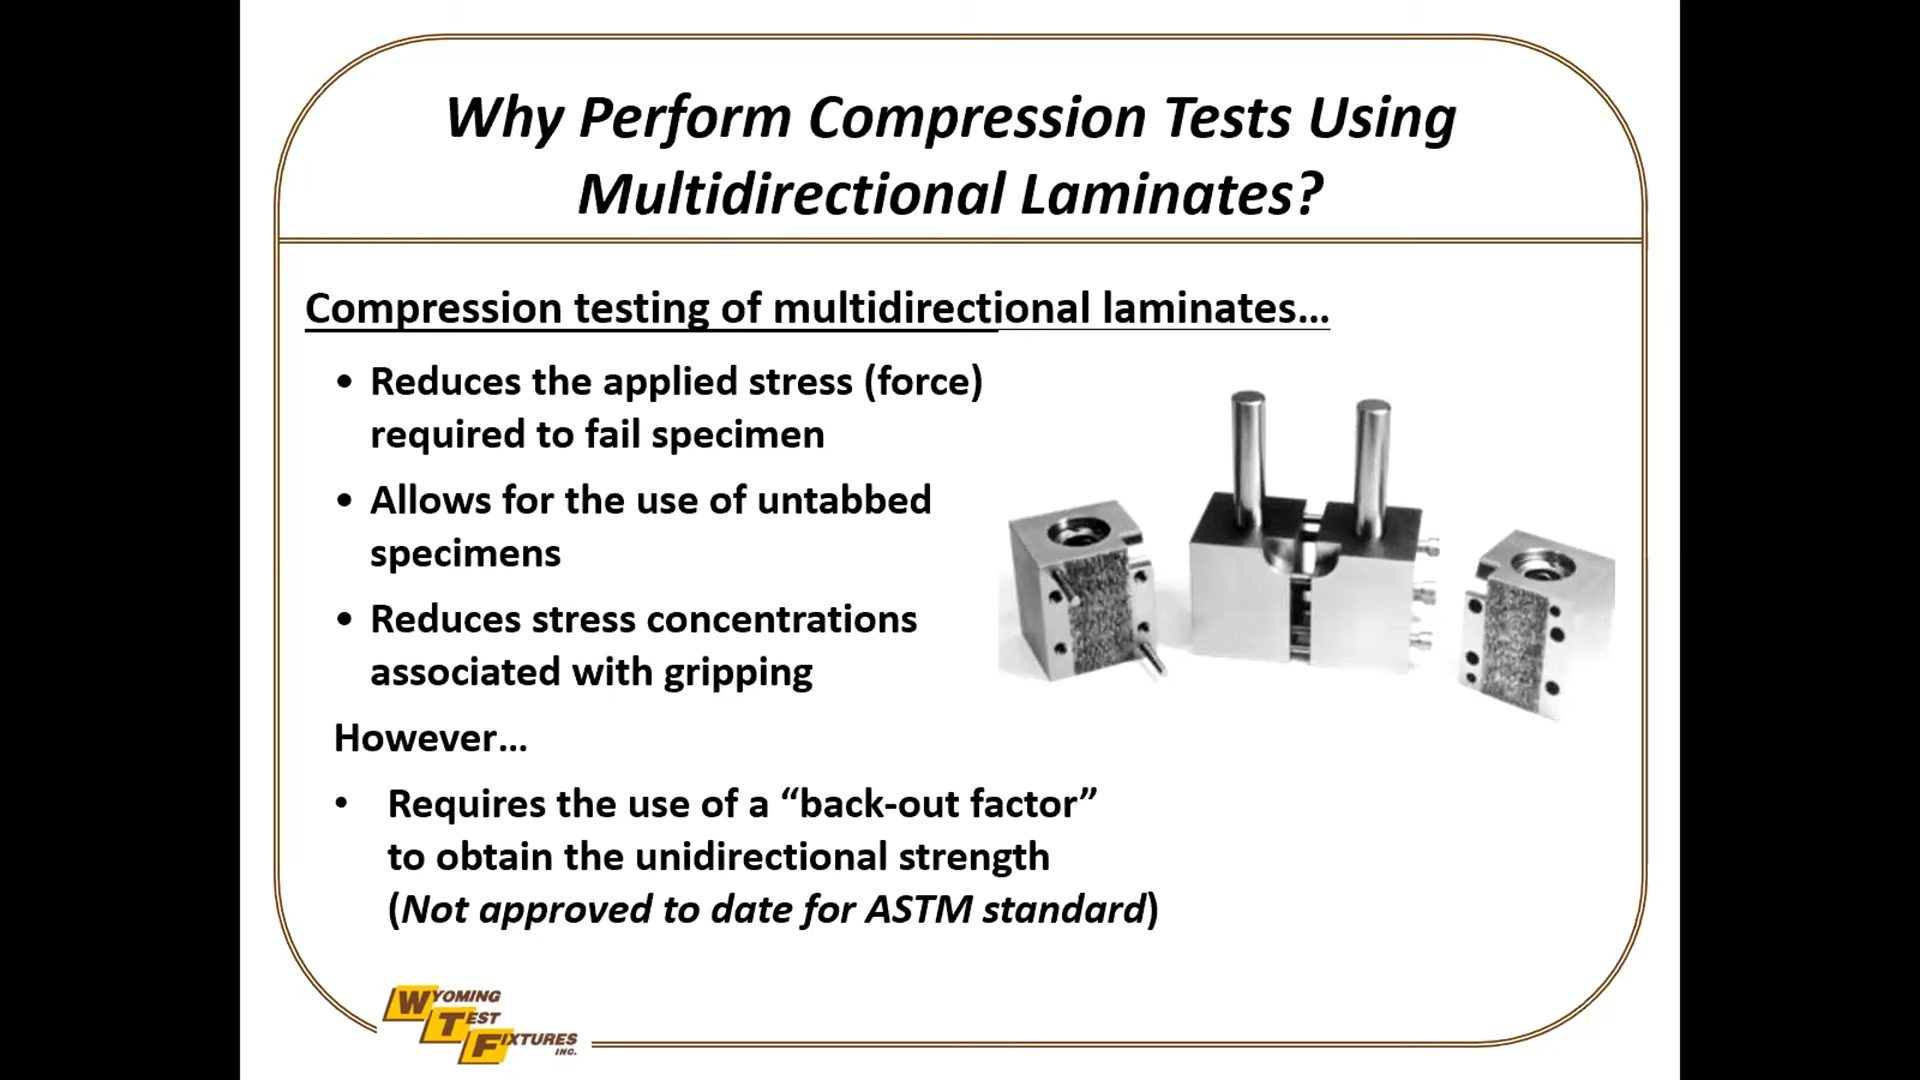 Why Perform Compression Tests Using
Multidirectional Laminates?
Compression testing of multidirectional laminates…
• Reduces the applied stress (force)
required to fail specimen
• Allows for the use of untabbed
specimens
• Reduces stress concentrations
associated with gripping
However…
• Requires the use of a “back-out factor”
to obtain the unidirectional strength
(Not approved to date for ASTM standard)
WYOMING
TEST
FIXTURES
INC.